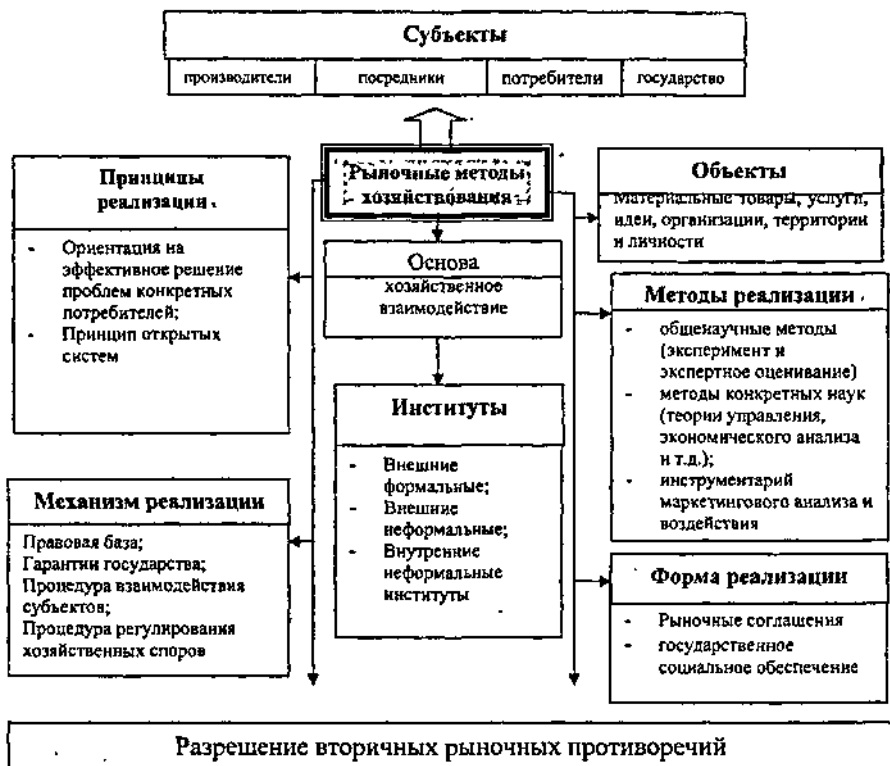 Субъекты
производители
посредники
потребители
государство
Рыночные методы
хозяйствования
Принципы
реализации
- Ориентация на
эффективное решение
проблем конкретных
потребителей;
- Принцип открытых
систем
Механизм реализации
Правовая база;
Гарантии государства;
Процедура взаимодействия
субъектов;
Процедура регулирования
хозяйственных споров
Основа
хозяйственное
взаимодействие
Институты
- Внешние
формальные;
- Внешние
неформальные;
- Внутренние
неформальные
институты
Объекты
Материальные товары, услуги,
идеи, организации, территории
и личности
Методы реализации
- общенаучные методы
(эксперимент и
экспертное оценивание)
- методы конкретных наук
(теории управления,
экономического анализа
и т.д.);
- инструментарий
маркетингового анализа и
воздействия
Форма реализации
- Рыночные соглашения
- государственное
социальное обеспечение
Разрешение вторичных рыночных противоречий